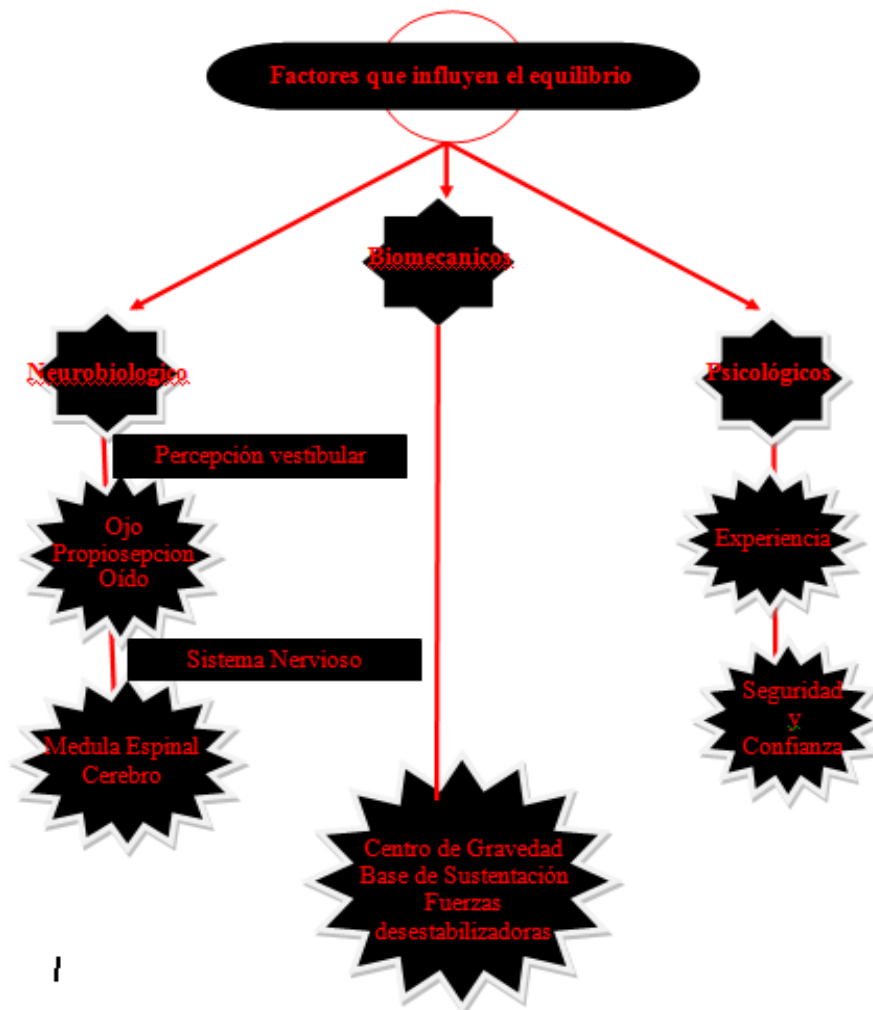 Factores que influyen el equilibrio
Biomecanicos
Neurobiologico
Psicológicos
Percepción vestibular
Ojo
Propiosepcion
Oído
Experiencia
Sistema Nervioso
Medula Espinal
Cerebro
Seguridad
y
Confianza
Centro de Gravedad
Base de Sustentación
Fuerzas
desestabilizadoras